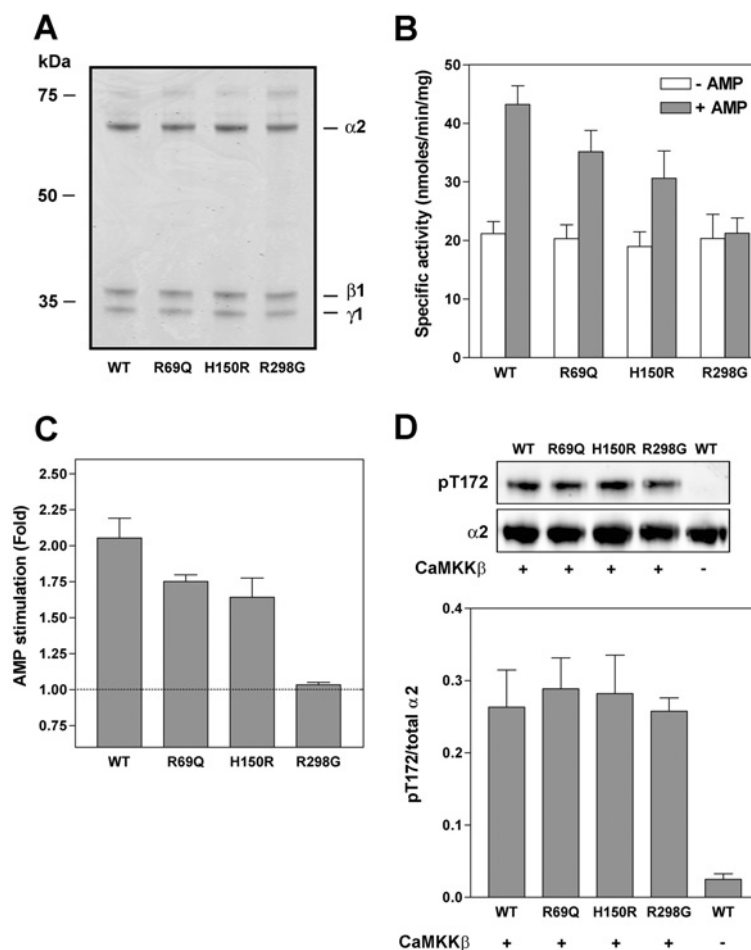 A
kDa
75
α2
50
β1
35
γ1
WT R69Q H150R R298G
B
Specific activity (nmoles/min/mg)
50
40
30
20
10
0
- AMP
+ AMP
WT R69Q H150R R298G
C
AMP stimulation (Fold)
2.50
2.25
2.00
1.75
1.50
1.25
1.00
0.75
WT R69Q H150R R298G
D
WT R69Q H150R R298G WT
pT172
α2
CaMKKβ + + + + -
pT172/total α2
0.4
0.3
0.2
0.1
0.0
WT R69Q H150R R298G WT
CaMKKβ + + + + -